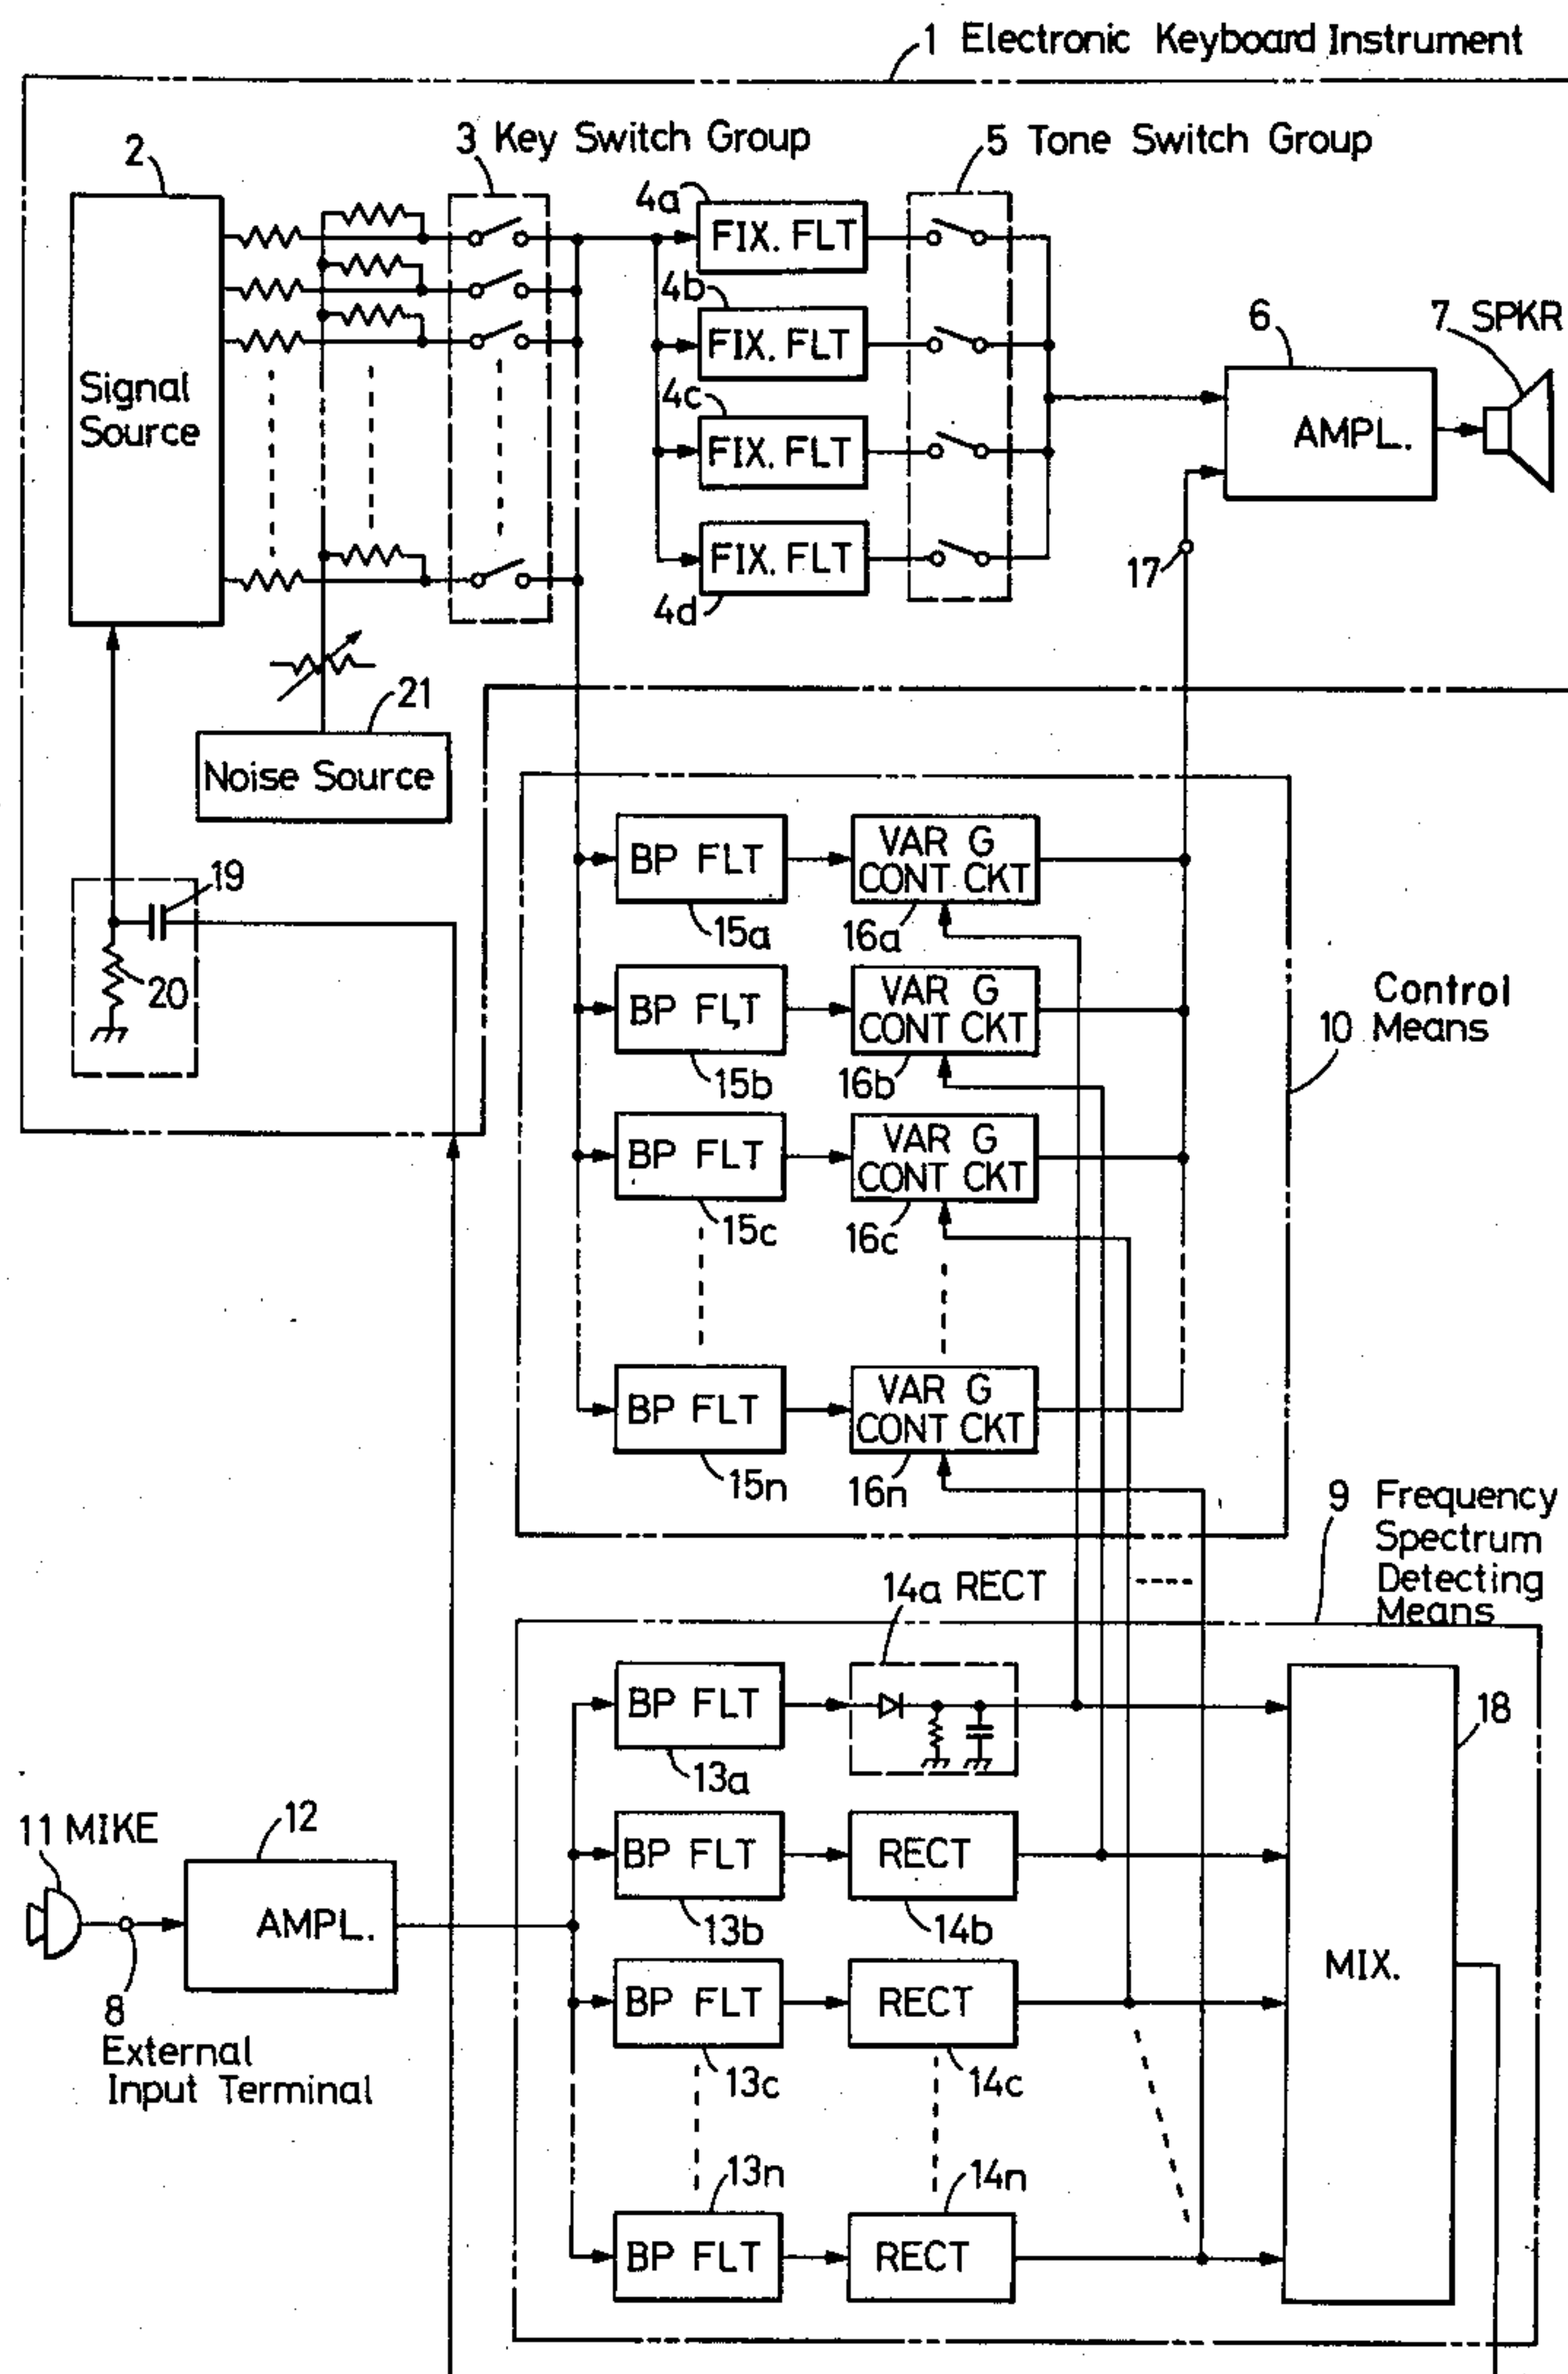 1 Electronic Keyboard Instrument
2
3 Key Switch Group
5 Tone Switch Group
4a
FIX. FLT
4b
FIX. FLT
4c
FIX. FLT
FIX. FLT
4d
Signal
Source
6
AMPL.
7 SPKR
17
21
Noise Source
19
20
BP FLT
15a
VAR G
CONT CKT
16a
BP FLT
15b
VAR G
CONT CKT
16b
BP FLT
15c
VAR G
CONT CKT
16c
BP FLT
15n
VAR G
CONT CKT
16n
Control
10 Means
9 Frequency
Spectrum
Detecting
Means
14a RECT
BP FLT
13a
18
11 MIKE
12
AMPL.
8
External
Input Terminal
BP FLT
13b
RECT
14b
BP FLT
13c
RECT
14c
MIX.
13n
BP FLT
14n
RECT